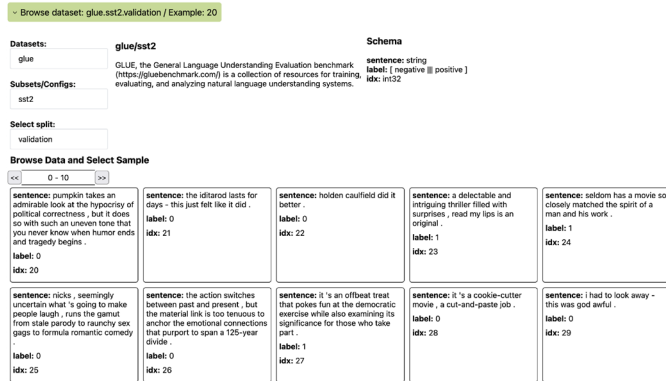 Browse dataset: glue.sst2.validation / Example: 20
Datasets:
glue
Subsets/Configs:
sst2
Select split:
validation
glue/sst2
GLUE, the General Language Understanding Evaluation benchmark
(https://gluebenchmark.com/) is a collection of resources for training,
evaluating, and analyzing natural language understanding systems.
Schema
sentence: string
label: [ negative ||| positive ]
idx: int32
Browse Data and Select Sample
<< 0 - 10 >>
sentence: pumpkin takes an
admirable look at the hypocrisy of
political correctness , but it does
so with such an uneven tone that
you never know when humor ends
and tragedy begins .
label: 0
idx: 20
sentence: the iditarod lasts for
days - this just felt like it did .
label: 0
idx: 21
sentence: holden caulfield did it
better .
label: 0
idx: 22
sentence: a delectable and
intriguing thriller filled with
surprises , read my lips is an
original .
label: 1
idx: 23
sentence: seldom has a movie so
closely matched the spirit of a
man and his work .
label: 1
idx: 24
sentence: nicks , seemingly
uncertain what 's going to make
people laugh , runs the gamut
from stale parody to raunchy sex
gags to formula romantic comedy
.
label: 0
idx: 25
sentence: the action switches
between past and present , but
the material link is too tenuous to
anchor the emotional connections
that purport to span a 125-year
divide .
label: 0
idx: 26
sentence: it 's an offbeat treat
that pokes fun at the democratic
exercise while also examining its
significance for those who take
part .
label: 1
idx: 27
sentence: it 's a cookie-cutter
movie , a cut-and-paste job .
label: 0
idx: 28
sentence: i had to look away -
this was god awful .
label: 0
idx: 29